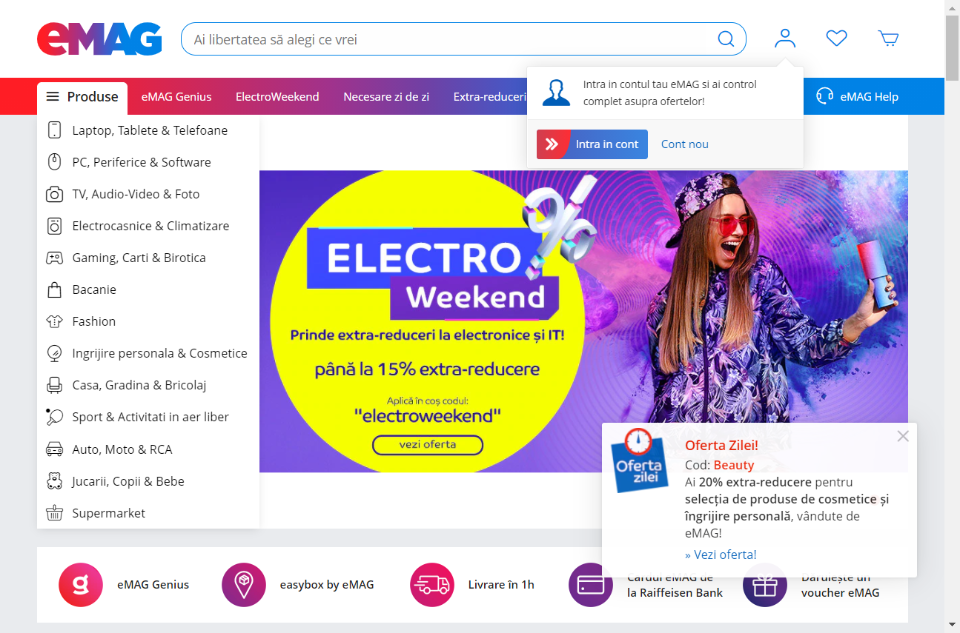 eMAG
Ai libertatea să alegi ce vrei
Produse
eMAG Genius
ElectroWeekend
Necesare zi de zi
Extra-reduceri
eMAG Help
Intra in contul tau eMAG si ai control
complet asupra ofertelor!
Intra in cont
Cont nou
Laptop, Tablete & Telefoane
PC, Periferice & Software
TV, Audio-Video & Foto
Electrocasnice & Climatizare
Gaming, Carti & Birotica
Bacanie
Fashion
Ingrijire personala & Cosmetice
Casa, Gradina & Bricolaj
Sport & Activitati in aer liber
Auto, Moto & RCA
Jucarii, Copii & Bebe
Supermarket
%
ELECTRO
Weekend
Prinde extra-reduceri la electronice și IT!
până la 15% extra-reducere
Aplică în coș codul:
"electroweekend"
vezi oferta
Oferta
zilei
Oferta Zilei!
Cod: Beauty
Ai 20% extra-reducere pentru
selecția de produse de cosmetice și
îngrijire personală, vândute de
eMAG!
» Vezi oferta!
g
eMAG Genius
easybox by eMAG
Livrare în 1h
Cardul eMAG de
la Raiffeisen Bank
Dăruiește un
voucher eMAG